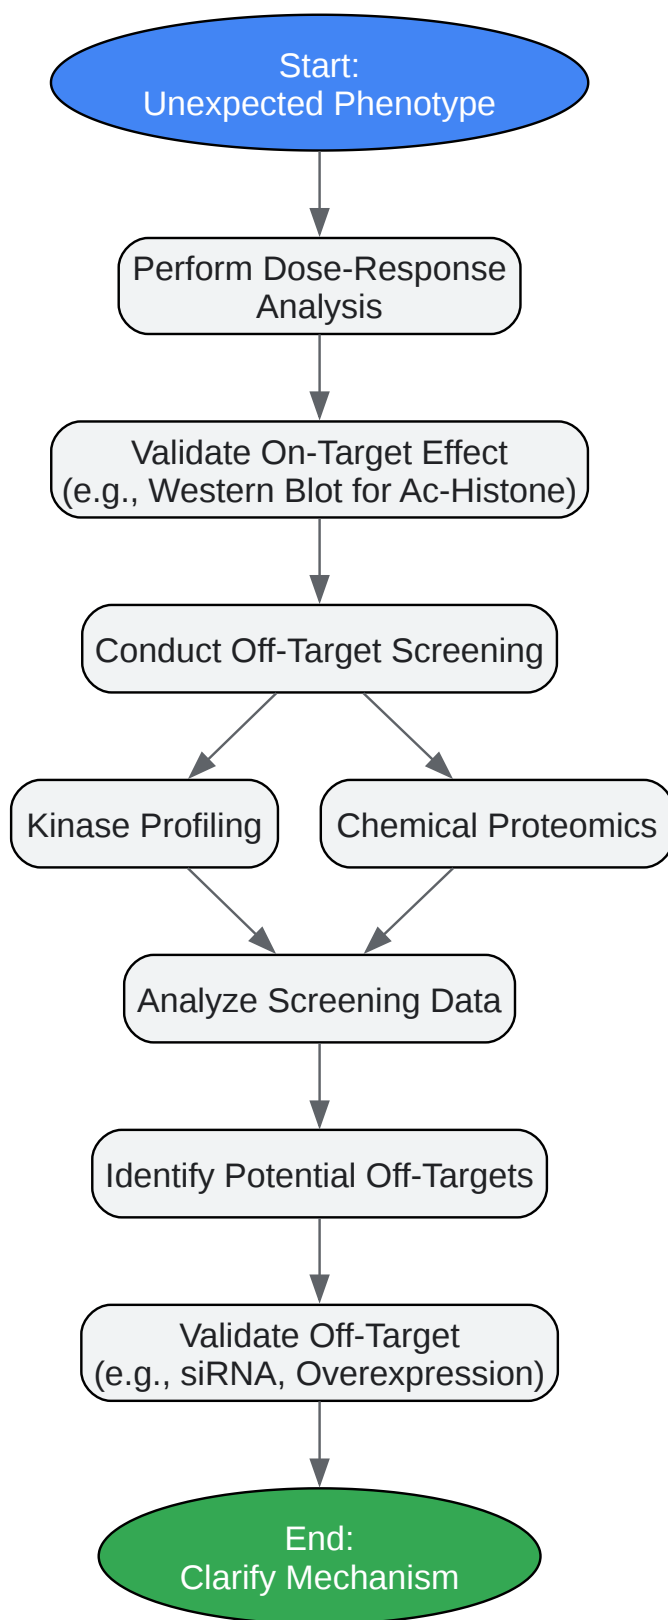 Start:
Unexpected Phenotype
Perform Dose-Response
Analysis
Validate On-Target Effect
(e.g., Western Blot for Ac-Histone)
Conduct Off-Target Screening
Kinase Profiling
Chemical Proteomics
Analyze Screening Data
Identify Potential Off-Targets
Validate Off-Target
(e.g., siRNA, Overexpression)
End:
Clarify Mechanism